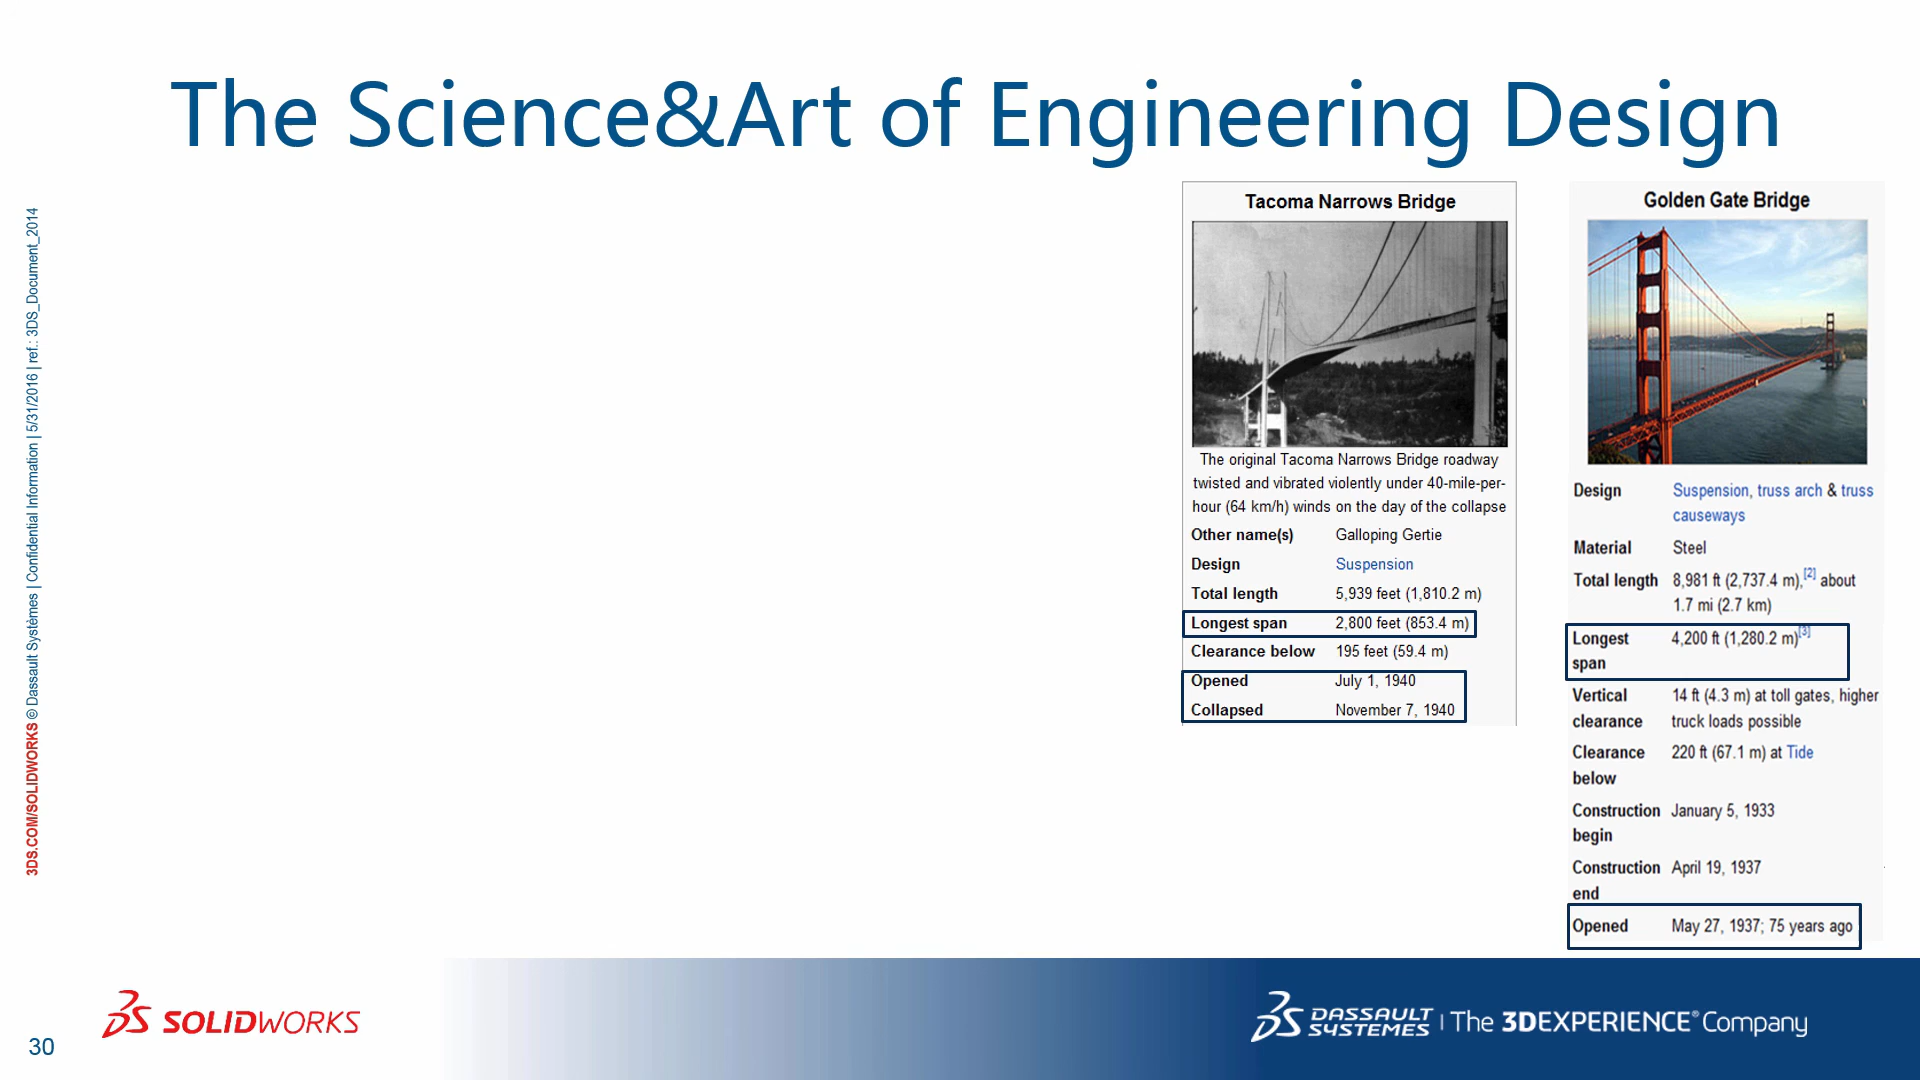 The Science&Art of Engineering Design
3DS.COM/SOLIDWORKS © Dassault Systèmes | Confidential Information | 5/31/2016 | ref.: 3DS_Document_2014
Tacoma Narrows Bridge
The original Tacoma Narrows Bridge roadway
twisted and vibrated violently under 40-mile-per-
hour (64 km/h) winds on the day of the collapse
Other name(s) Galloping Gertie
Design Suspension
Total length 5,939 feet (1,810.2 m)
Longest span 2,800 feet (853.4 m)
Clearance below 195 feet (59.4 m)
Opened July 1, 1940
Collapsed November 7, 1940
Golden Gate Bridge
Design Suspension, truss arch & truss
causeways
Material Steel
Total length 8,981 ft (2,737.4 m),[2] about
1.7 mi (2.7 km)
Longest 4,200 ft (1,280.2 m)[3]
span
Vertical 14 ft (4.3 m) at toll gates, higher
clearance truck loads possible
Clearance 220 ft (67.1 m) at Tide
below
Construction January 5, 1933
begin
Construction April 19, 1937
end
Opened May 27, 1937; 75 years ago
30
SOLIDWORKS
DASSAULT
SYSTEMES | The 3DEXPERIENCE® Company